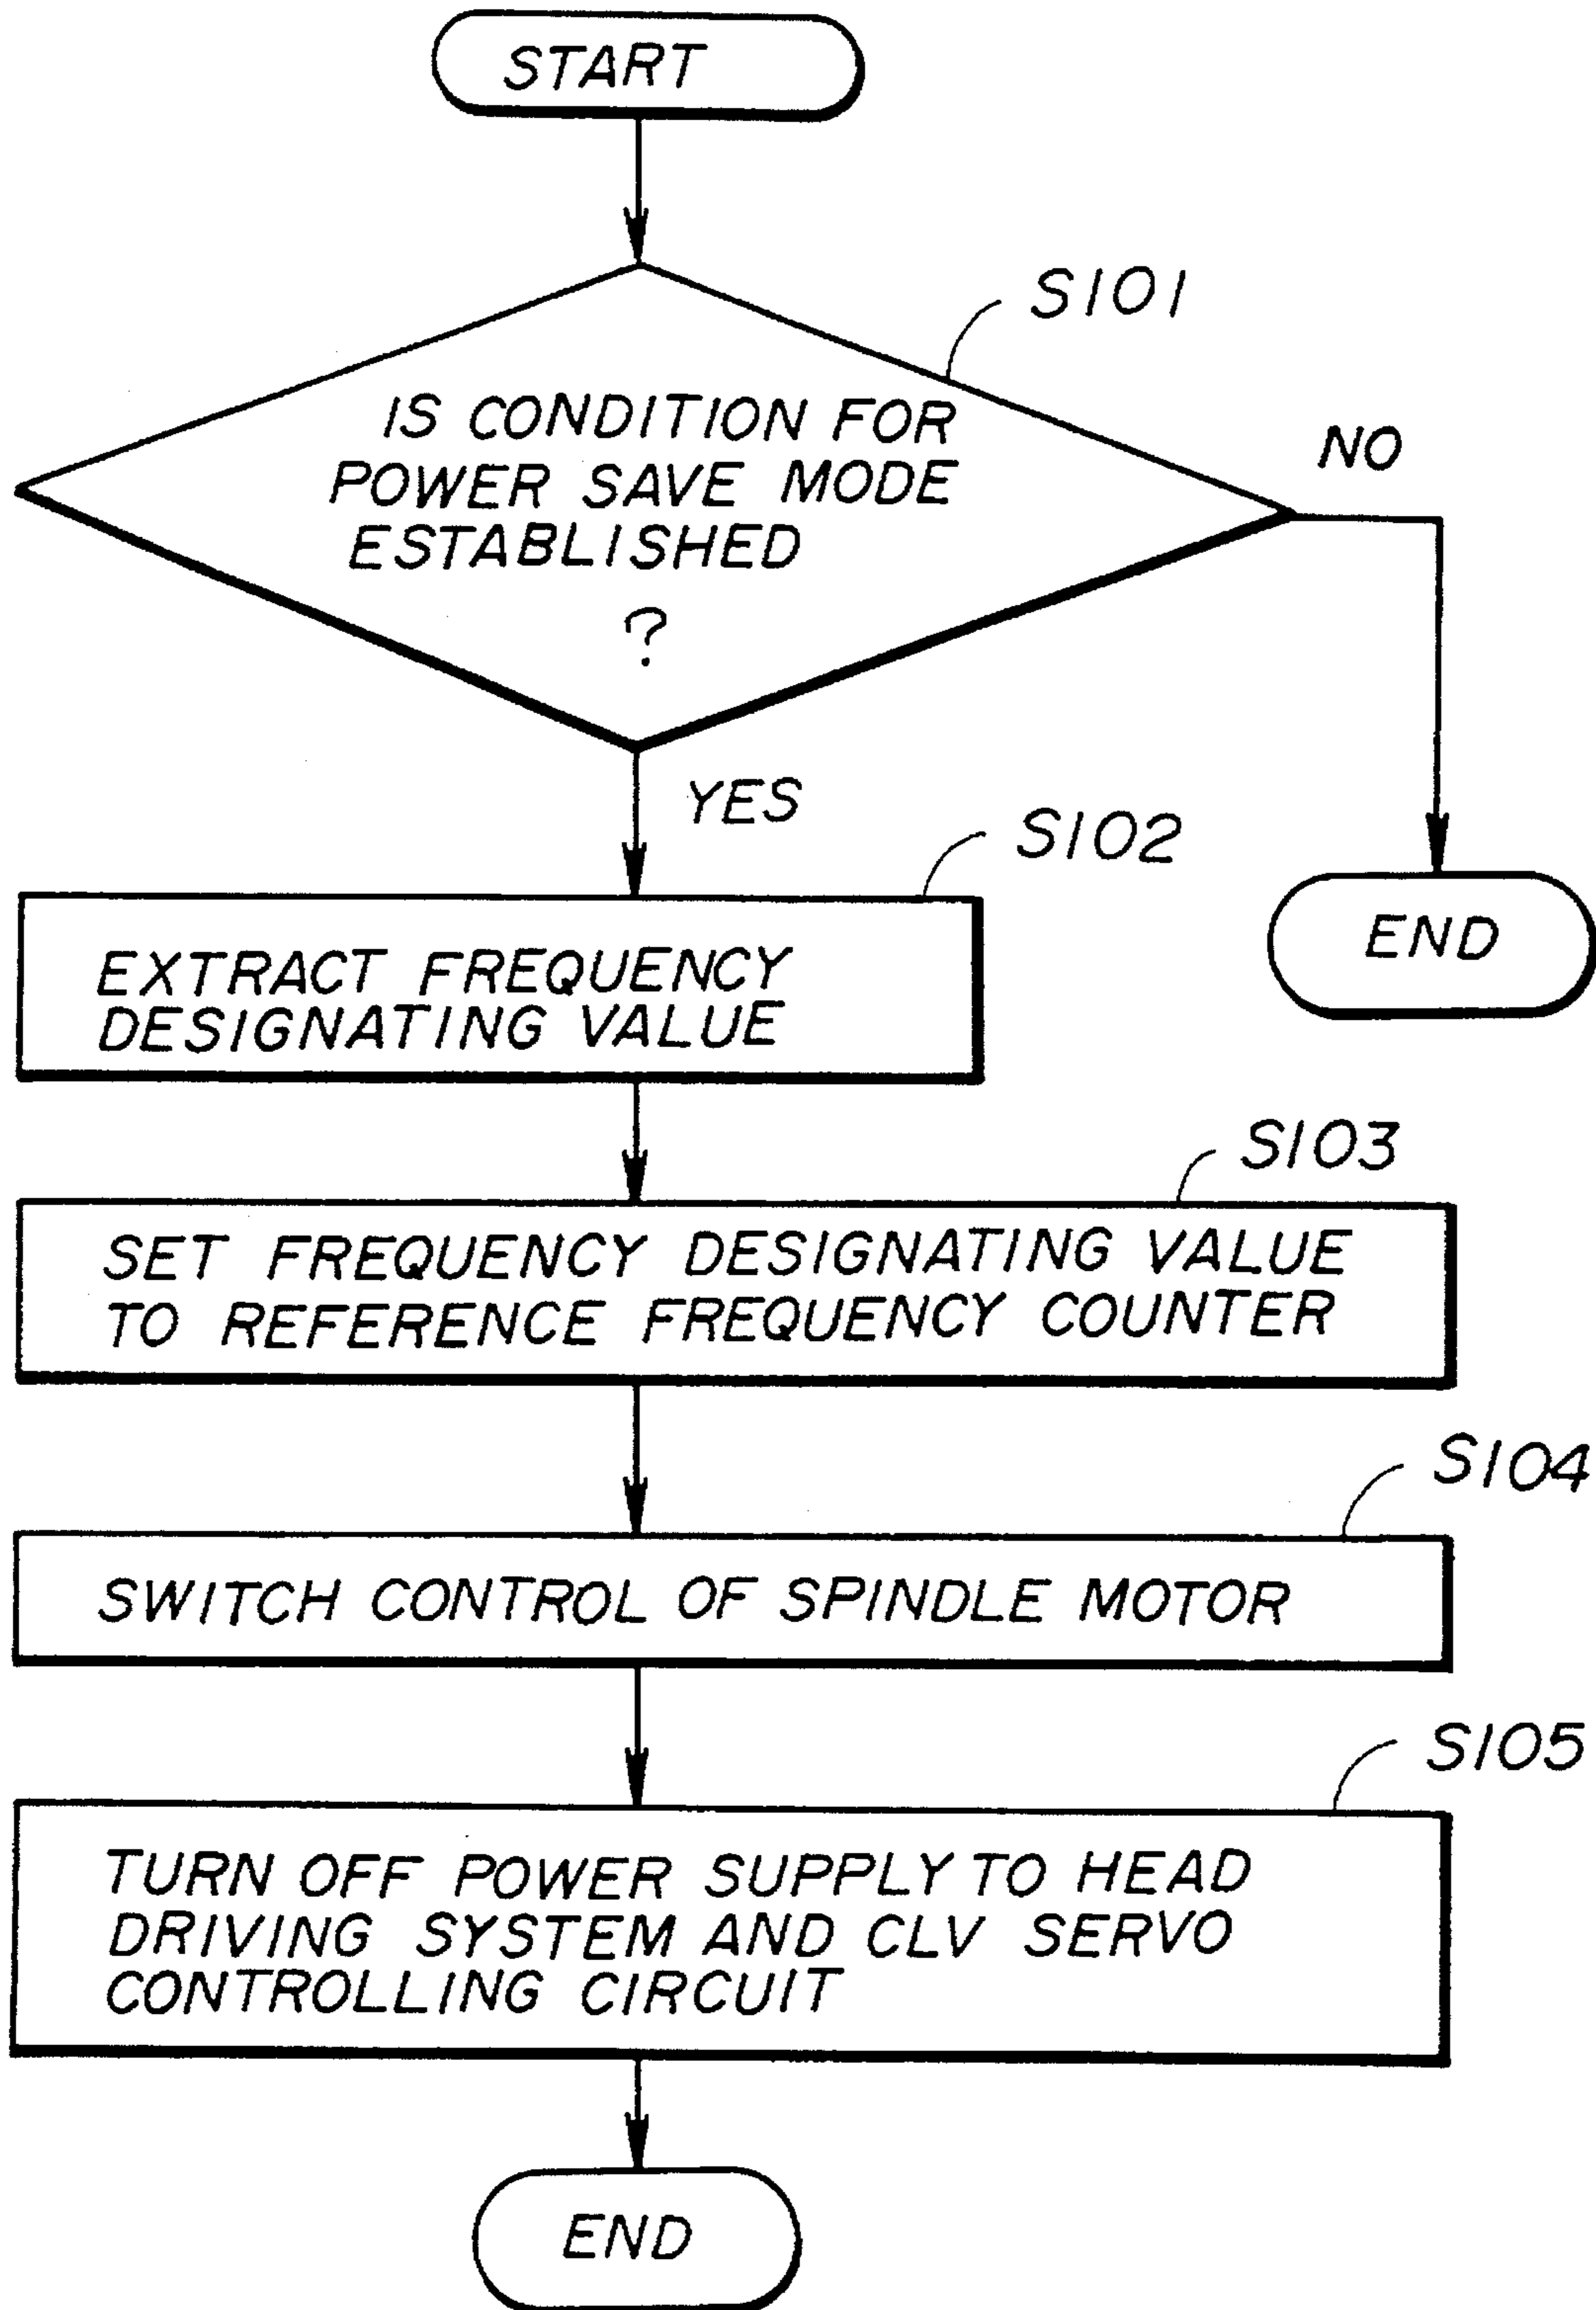 START
S101
IS CONDITION FOR
POWER SAVE MODE
ESTABLISHED
?
NO
YES
S102
END
EXTRACT FREQUENCY
DESIGNATING VALUE
S103
SET FREQUENCY DESIGNATING VALUE
TO REFERENCE FREQUENCY COUNTER
S104
SWITCH CONTROL OF SPINDLE MOTOR
S105
TURN OFF POWER SUPPLY TO HEAD
DRIVING SYSTEM AND CLV SERVO
CONTROLLING CIRCUIT
END